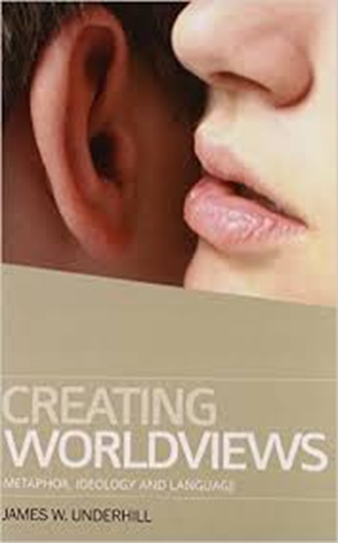 CREATING
WORLDVIEWS
METAPHOR, IDEOLOGY AND LANGUAGE
JAMES W. UNDERHILL